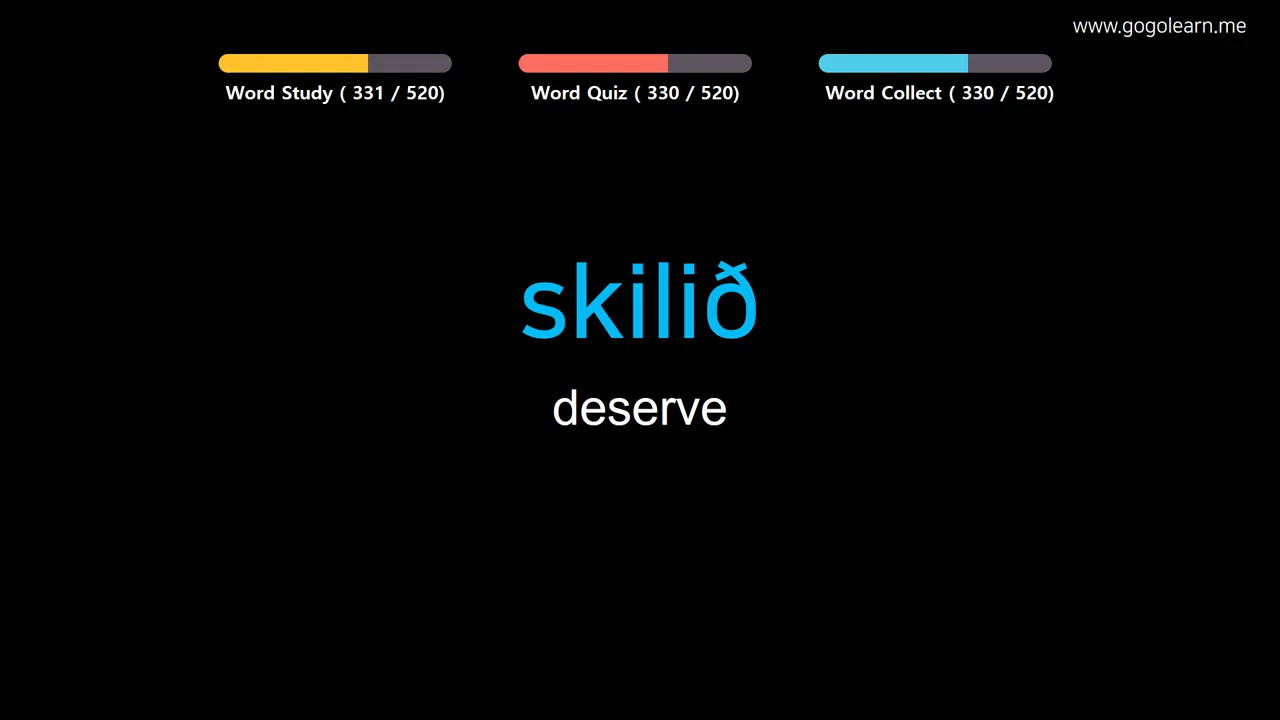 www.gogolearn.me
Word Study ( 331 / 520)
Word Quiz ( 330 / 520)
Word Collect ( 330 / 520)
skilið
deserve